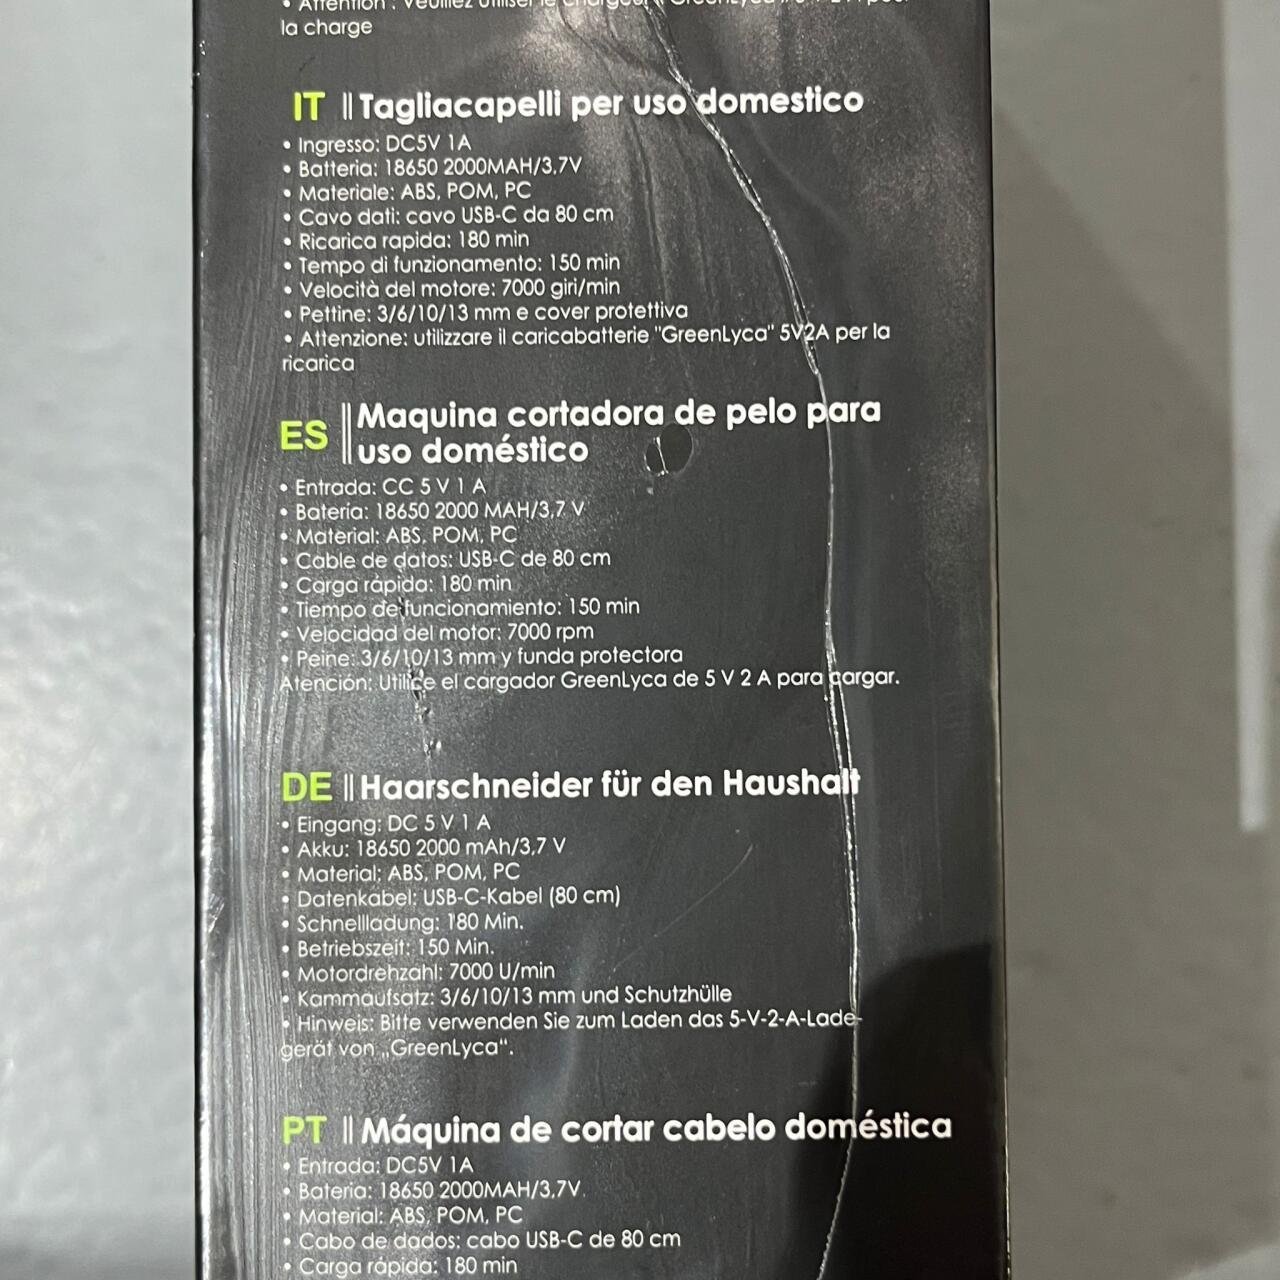 • Attention : Veuillez utiliser le chargeur "GreenLyca"
la charge
IT Tagliacapelli per uso domestico
• Ingresso: DC5V 1A
• Batteria: 18650 2000MAH/3,7V
• Materiale: ABS, POM, PC
• Cavo dati: cavo USB-C da 80 cm
• Ricarica rapida: 180 min
• Tempo di funzionamento: 150 min
• Velocità del motore: 7000 giri/min
• Pettine: 3/6/10/13 mm e cover protettiva
• Attenzione: utilizzare il caricabatterie "GreenLyca" 5V2A per la
ricarica
ES Maquina cortadora de pelo para
uso doméstico
• Entrada: CC 5 V 1 A
• Batería: 18650 2000 MAH/3,7 V
• Material: ABS, POM, PC
• Cable de datos: USB-C de 80 cm
• Carga rápida: 180 min
• Tiempo de funcionamiento: 150 min
• Velocidad del motor: 7000 rpm
• Peine: 3/6/10/13 mm y funda protectora
Atención: Utilice el cargador GreenLyca de 5 V 2 A para cargar.
DE Haarschneider für den Haushalt
• Eingang: DC 5 V 1 A
• Akku: 18650 2000 mAh/3,7 V
• Material: ABS, POM, PC
• Datenkabel: USB-C-Kabel (80 cm)
• Schnellladung: 180 Min.
• Betriebszeit: 150 Min.
• Motordrehzahl: 7000 U/min
• Kammaufsatz: 3/6/10/13 mm und Schutzhülle
• Hinweis: Bitte verwenden Sie zum Laden das 5-V-2-A-Lade-
gerät von „GreenLyca“.
PT Máquina de cortar cabelo doméstica
• Entrada: DC5V 1A
• Bateria: 18650 2000MAH/3,7V
• Material: ABS, POM, PC
• Cabo de dados: cabo USB-C de 80 cm
• Carga rápida: 180 min